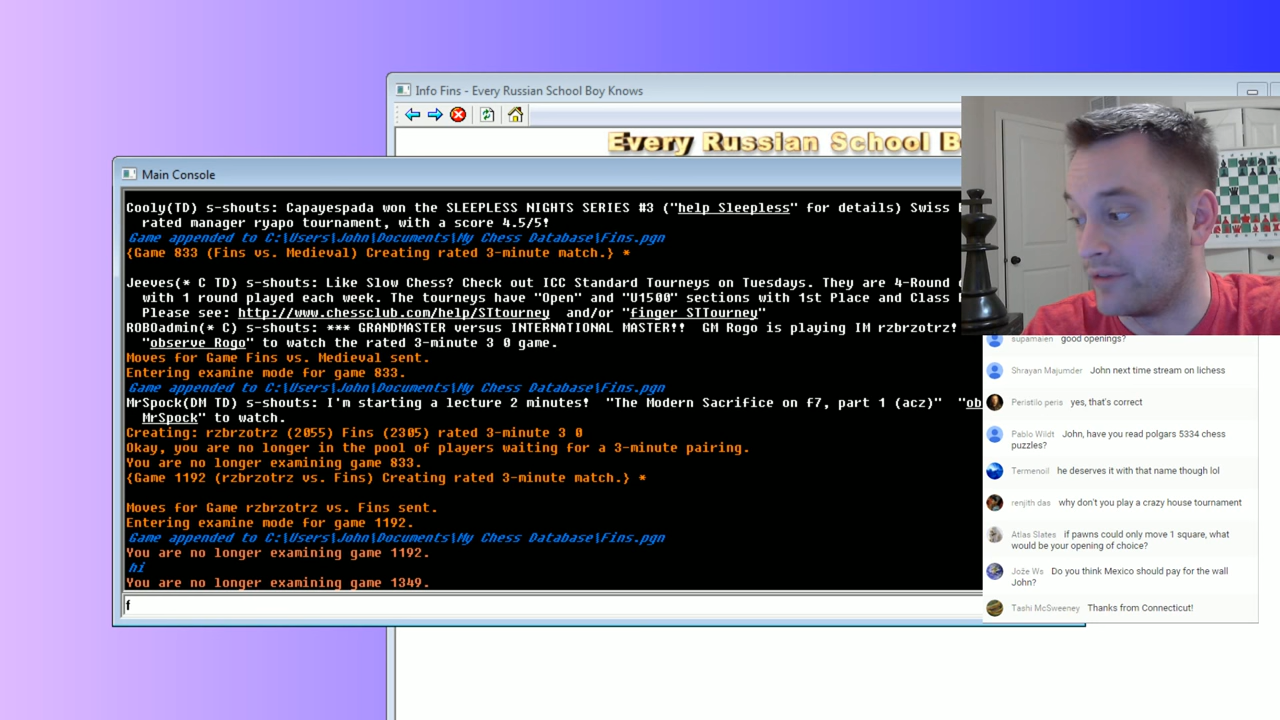 Info Fins - Every Russian School Boy Knows
Every Russian School B
Main Console
Cooly(TD) s-shouts: Capayespada won the SLEEPLESS NIGHTS SERIES #3 ("help Sleepless" for details) Swiss
rated manager ryapo tournament, with a score 4.5/5!
Game appended to C:\Users\John\Documents\My Chess Database\Fins.pgn
{Game 833 (Fins vs. Medieval) Creating rated 3-minute match.} *
Jeeves(* C TD) s-shouts: Like Slow Chess? Check out ICC Standard Tourneys on Tuesdays. They are 4-Round
with 1 round played each week. The tourneys have "Open" and "U1500" sections with 1st Place and Class
Please see: http://www.chessclub.com/help/STtourney and/or "finger STTourney"
ROBOadmin(* C) s-shouts: *** GRANDMASTER versus INTERNATIONAL MASTER!! GM Rogo is playing IM rzbrzotrz!
"observe Rogo" to watch the rated 3-minute 3 0 game.
Moves for Game Fins vs. Medieval sent.
Entering examine mode for game 833.
Game appended to C:\Users\John\Documents\My Chess Database\Fins.pgn
MrSpock(DM TD) s-shouts: I'm starting a lecture 2 minutes! "The Modern Sacrifice on f7, part 1 (acz)" "ob
MrSpock" to watch.
Creating: rzbrzotrz (2055) Fins (2305) rated 3-minute 3 0
Okay, you are no longer in the pool of players waiting for a 3-minute pairing.
You are no longer examining game 833.
{Game 1192 (rzbrzotrz vs. Fins) Creating rated 3-minute match.} *
Moves for Game rzbrzotrz vs. Fins sent.
Entering examine mode for game 1192.
Game appended to C:\Users\John\Documents\My Chess Database\Fins.pgn
You are no longer examining game 1192.
hi
You are no longer examining game 1349.
f
supamaien good openings?
Shrayan Majumder John next time stream on lichess
Peristilo peris yes, that's correct
Pablo Wildt John, have you read polgars 5334 chess
puzzles?
Termenoil he deserves it with that name though lol
renjith das why don't you play a crazy house tournament
Atlas Slates if pawns could only move 1 square, what
would be your opening of choice?
Jože Ws Do you think Mexico should pay for the wall
John?
Tashi McSweeney Thanks from Connecticut!